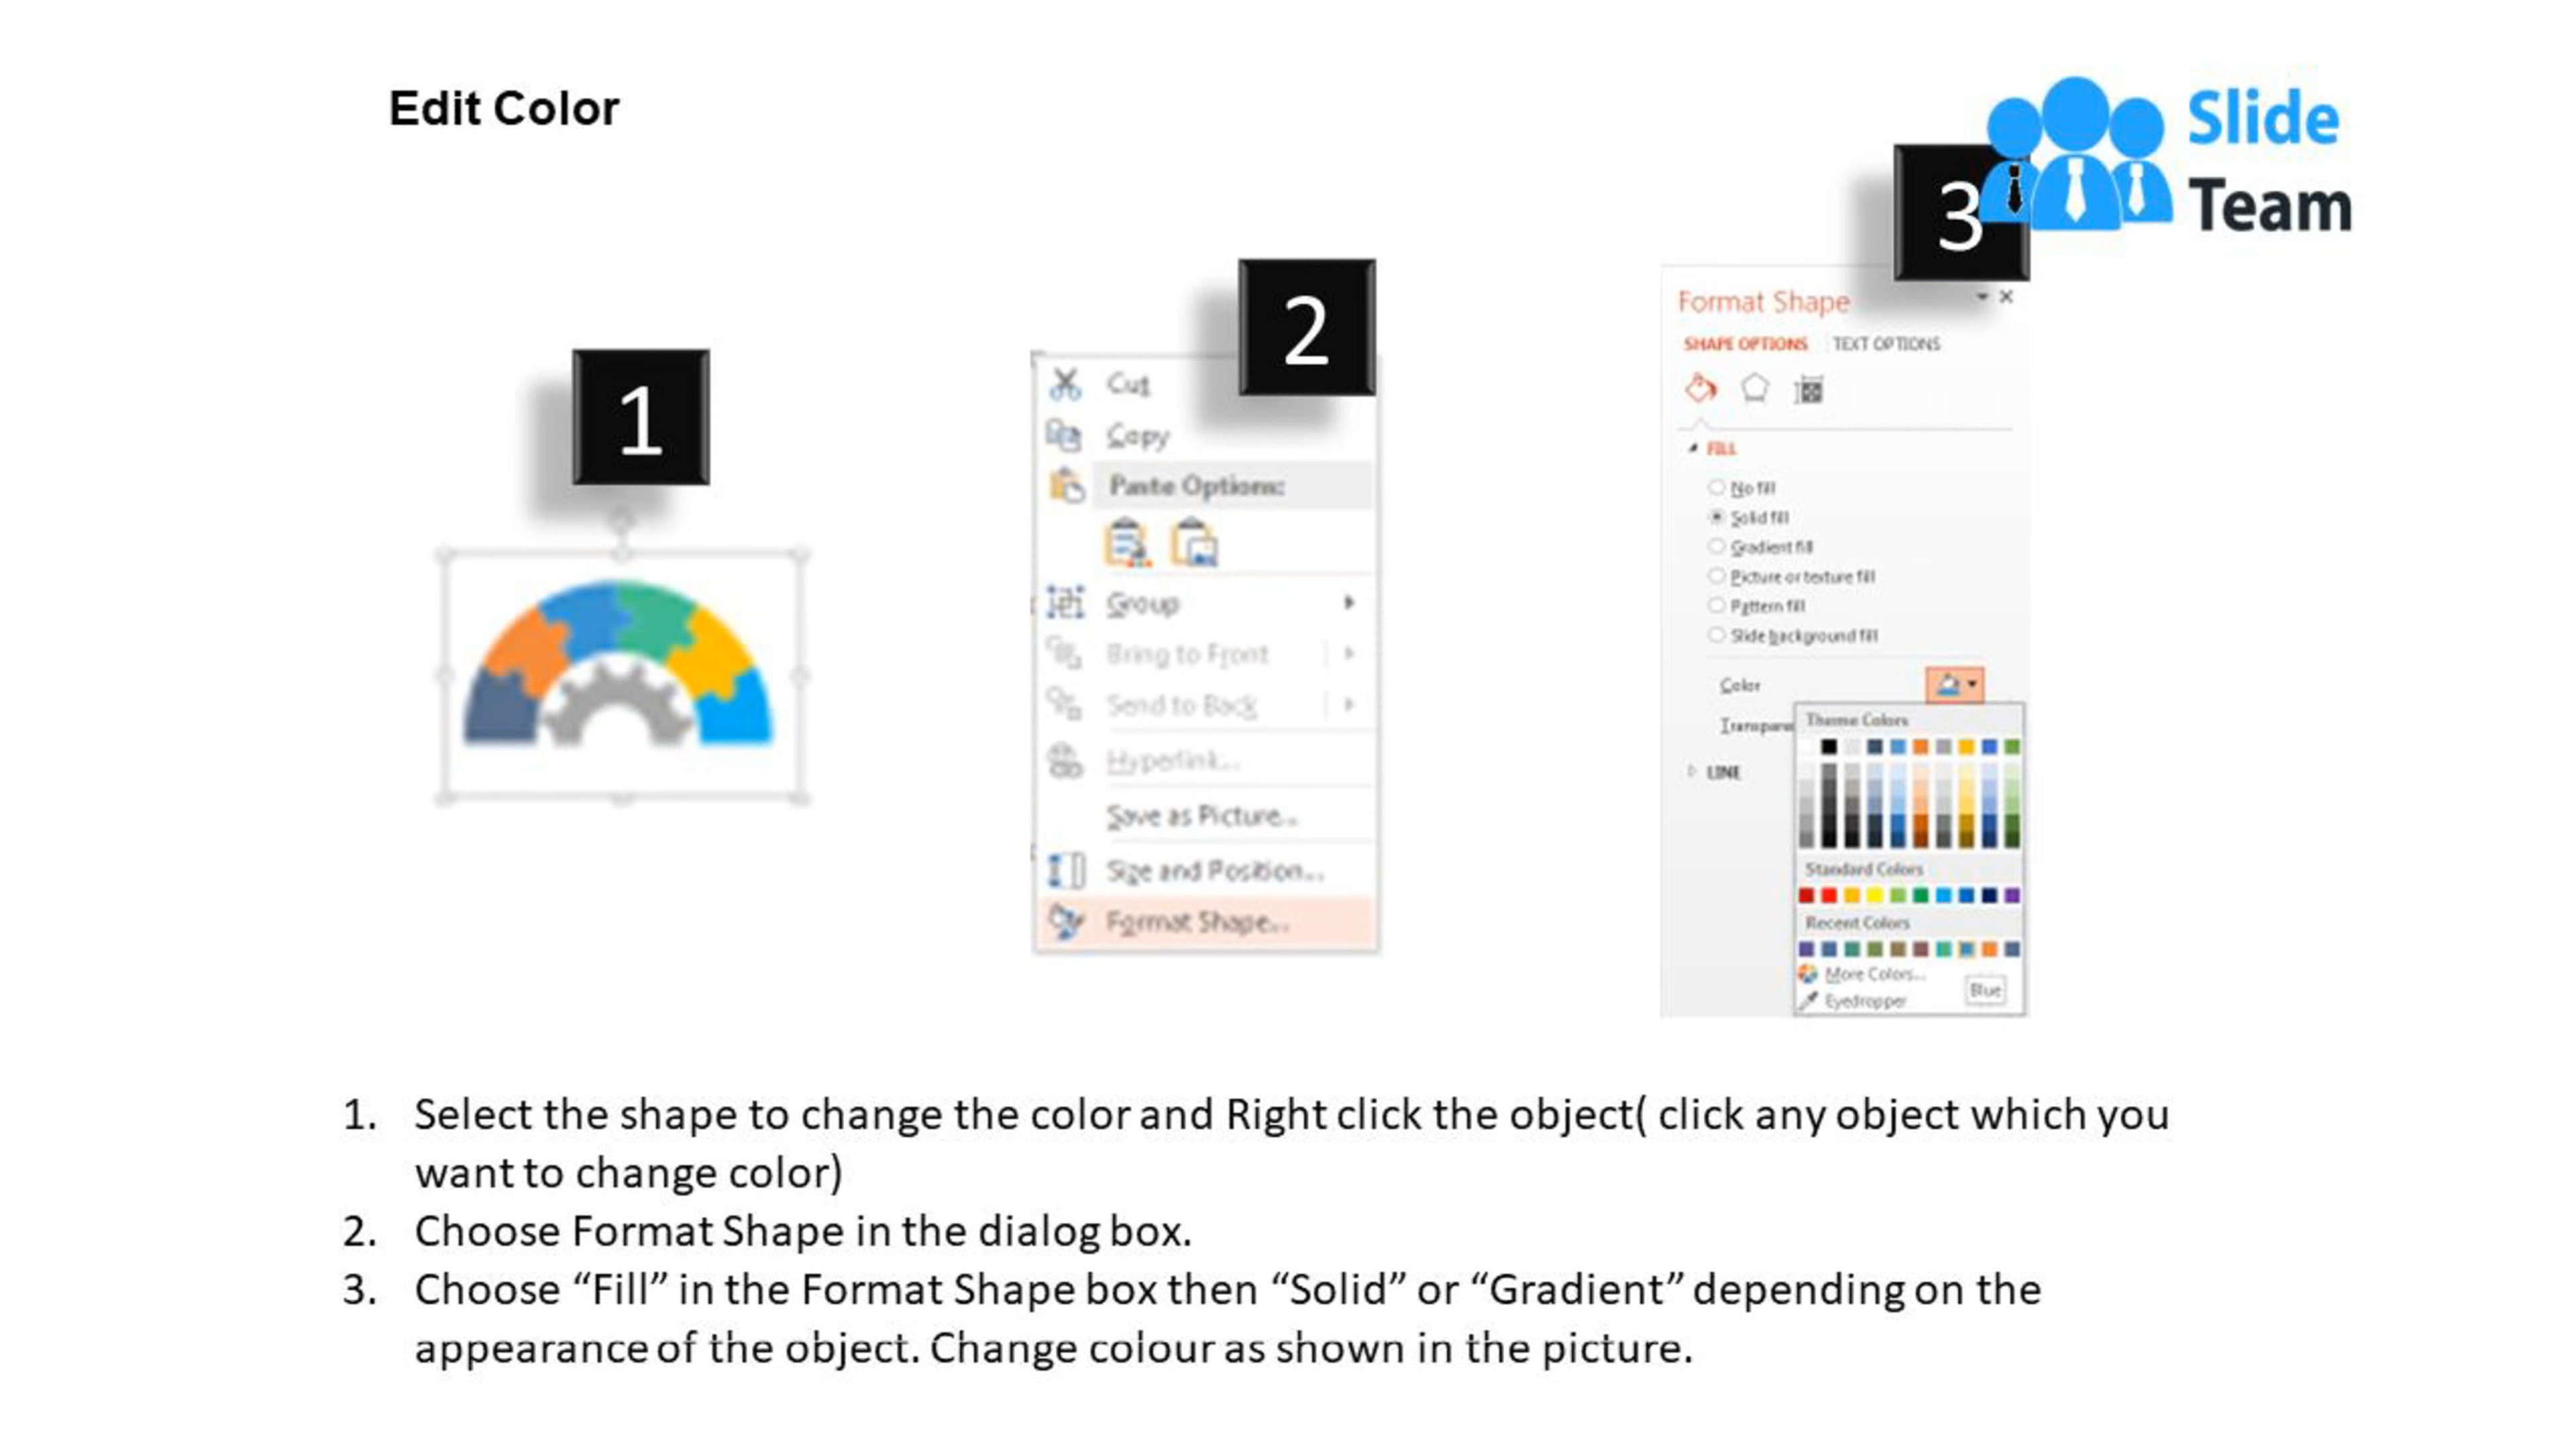 Edit Color
Slide
Team
1
2
3
Cut
Copy
Paste Options:
Group
Bring to Front
Send to Back
Hyperlink...
Save as Picture...
Size and Position...
Format Shape...
Format Shape
SHAPE OPTIONS TEXT OPTIONS
FILL
No fill
Solid fill
Gradient fill
Picture or texture fill
Pattern fill
Slide background fill
Color
Transparen
LINE
Theme Colors
Standard Colors
Recent Colors
More Colors...
Eyedropper
Blue
1. Select the shape to change the color and Right click the object( click any object which you
want to change color)
2. Choose Format Shape in the dialog box.
3. Choose “Fill” in the Format Shape box then “Solid” or “Gradient” depending on the
appearance of the object. Change colour as shown in the picture.